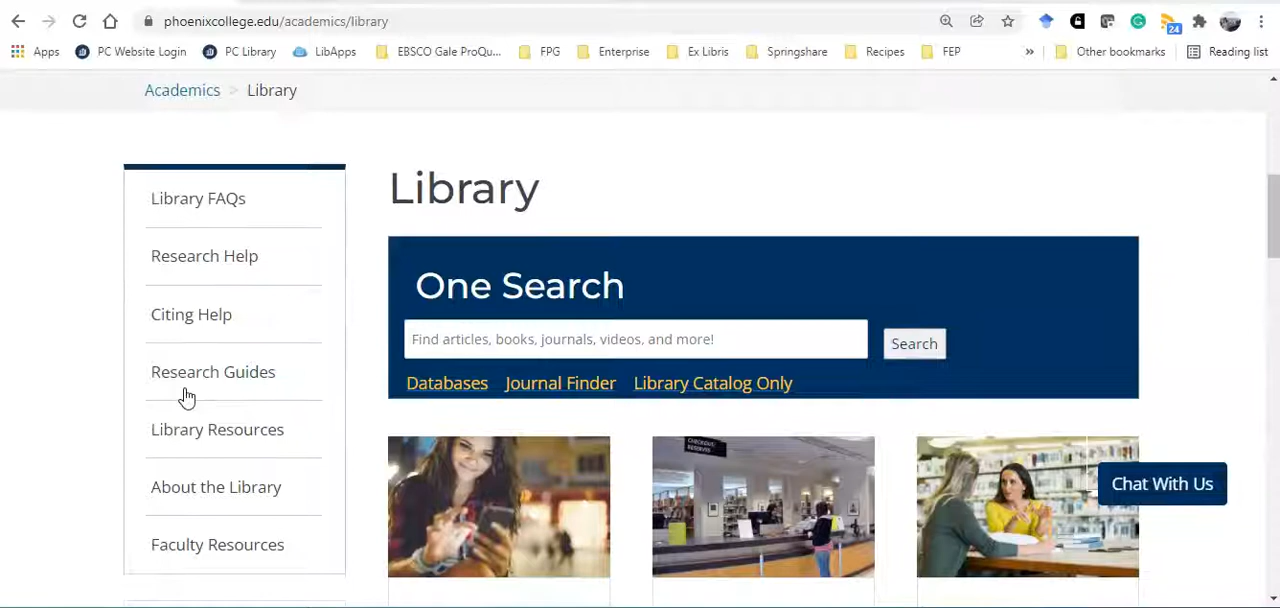 phoenixcollege.edu/academics/library
24
Apps PC Website Login PC Library LibApps EBSCO Gale ProQu... FPG Enterprise Ex Libris Springshare Recipes FEP » Other bookmarks Reading list
Academics > Library
Library FAQs
Research Help
Citing Help
Research Guides
Library Resources
About the Library
Faculty Resources
Library
One Search
Find articles, books, journals, videos, and more!
Search
Databases Journal Finder Library Catalog Only
CHECKOUT/
RESERVES
Chat With Us